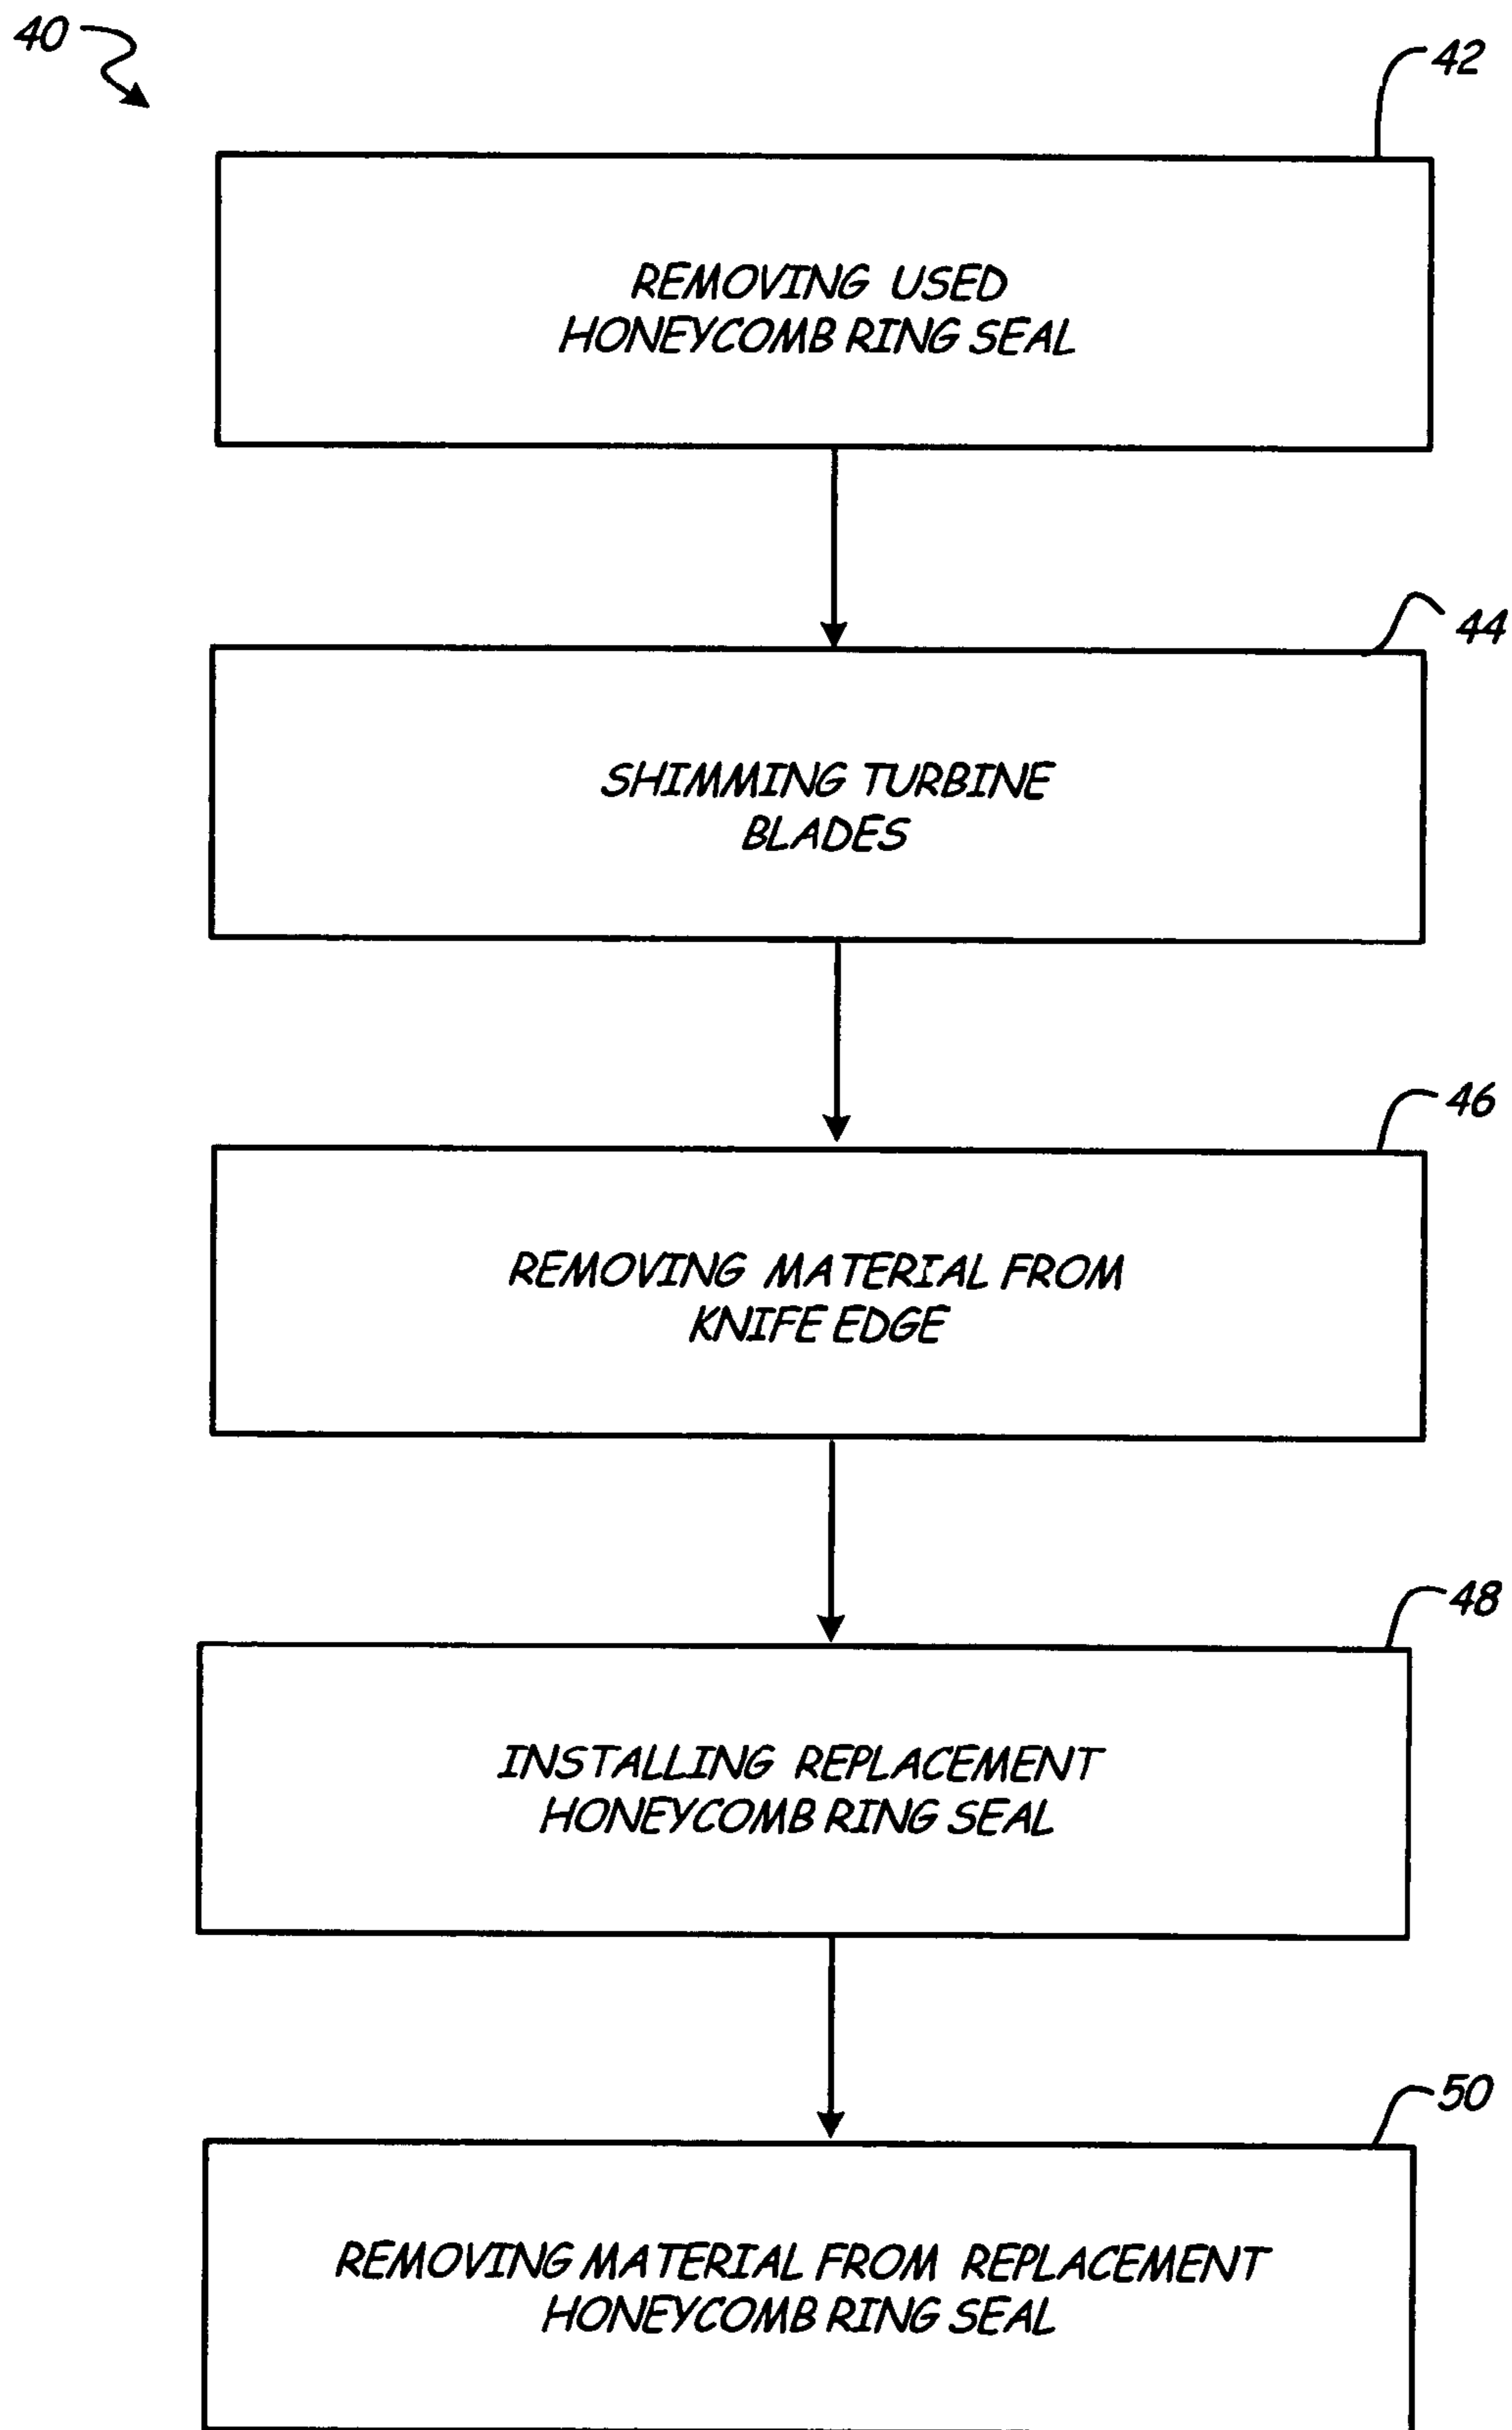 40
42
REMOVING USED
HONEYCOMB RING SEAL
44
SHIMMING TURBINE
BLADES
46
REMOVING MATERIAL FROM
KNIFE EDGE
48
INSTALLING REPLACEMENT
HONEYCOMB RING SEAL
50
REMOVING MATERIAL FROM REPLACEMENT
HONEYCOMB RING SEAL